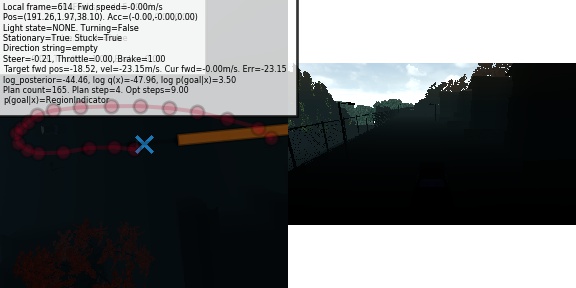 Local frame=614. Fwd speed=-0.00m/s.
Pos=(191.26,1.97,38.10). Acc=(-0.00,-0.00,0.00)
Light state=NONE. Turning=False
Stationary=True. Stuck=True
Direction string=empty
Steer=-0.21, Throttle=0.00, Brake=1.00
Target fwd pos=-18.52, vel=-23.15m/s. Cur fwd=-0.00m/s. Err=-23.15
log_posterior=-44.46, log q(x)=-47.96, log p(goal|x)=3.50
Plan count=165. Plan step=4. Opt steps=9.00
p(goal|x)=RegionIndicator